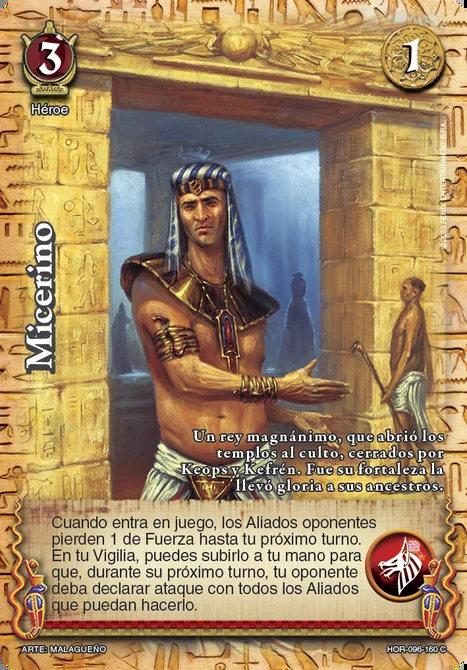 3
1
Héroe
Micerino
Un rey magnánimo, que abrió los
templos al culto, cerrados por
Keops y Kefrén. Fue su fortaleza la
llevó gloria a sus ancestros.
Cuando entra en juego, los Aliados oponentes
pierden 1 de Fuerza hasta tu próximo turno.
En tu Vigilia, puedes subirlo a tu mano para
que, durante su próximo turno, tu oponente
deba declarar ataque con todos los Aliados
que puedan hacerlo.
ARTE: MALAGUEÑO
HOR-096-160 C